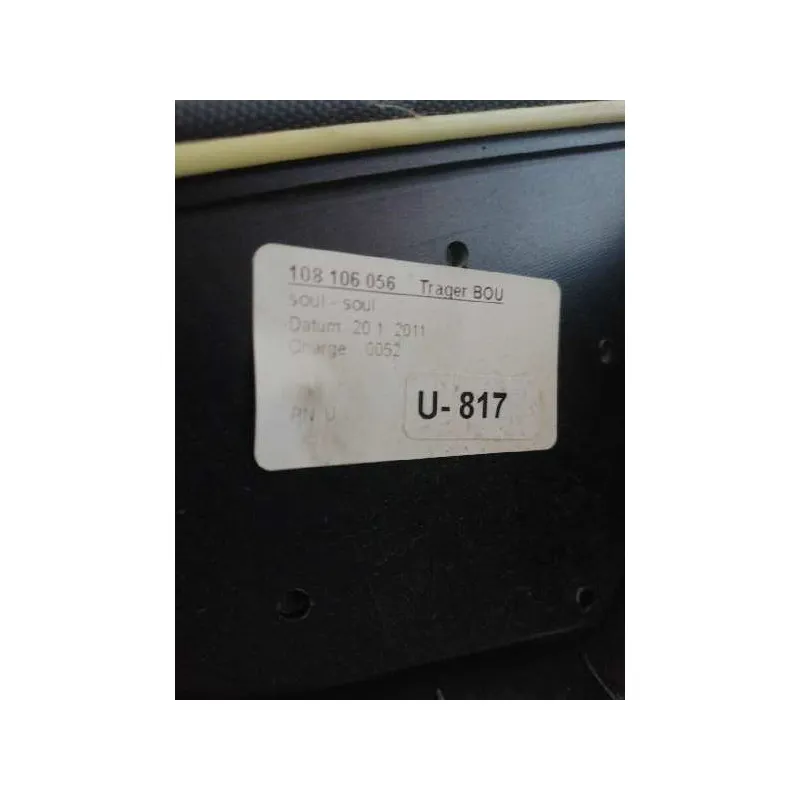 108 106 056 Trager BOU
soul - soul
Datum 20.1.2011
Charge 0052
U- 817